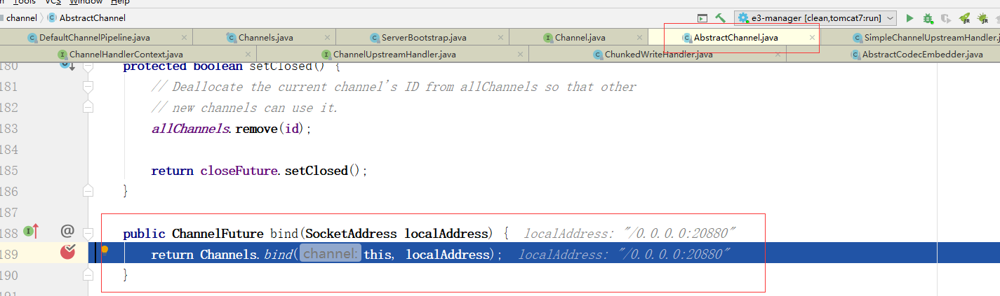 Tools VCS Window Help
channel AbstractChannel e3-manager [clean,tomcat7:run]
DefaultChannelPipeline.java Channels.java ServerBootstrap.java Channel.java AbstractChannel.java SimpleChannelUpstreamHandler.j
ChannelHandlerContext.java ChannelUpstreamHandler.java ChunkedWriteHandler.java AbstractCodecEmbedder.java
180 protected boolean setClosed() {
181 // Deallocate the current channel's ID from allChannels so that other
182 // new channels can use it.
183 allChannels.remove(id);
184
185 return closeFuture.setClosed();
186 }
187
188 @ public ChannelFuture bind(SocketAddress localAddress) { localAddress: "/0.0.0.0:20880"
189 return Channels.bind( channel: this, localAddress); localAddress: "/0.0.0.0:20880"
190 }
191